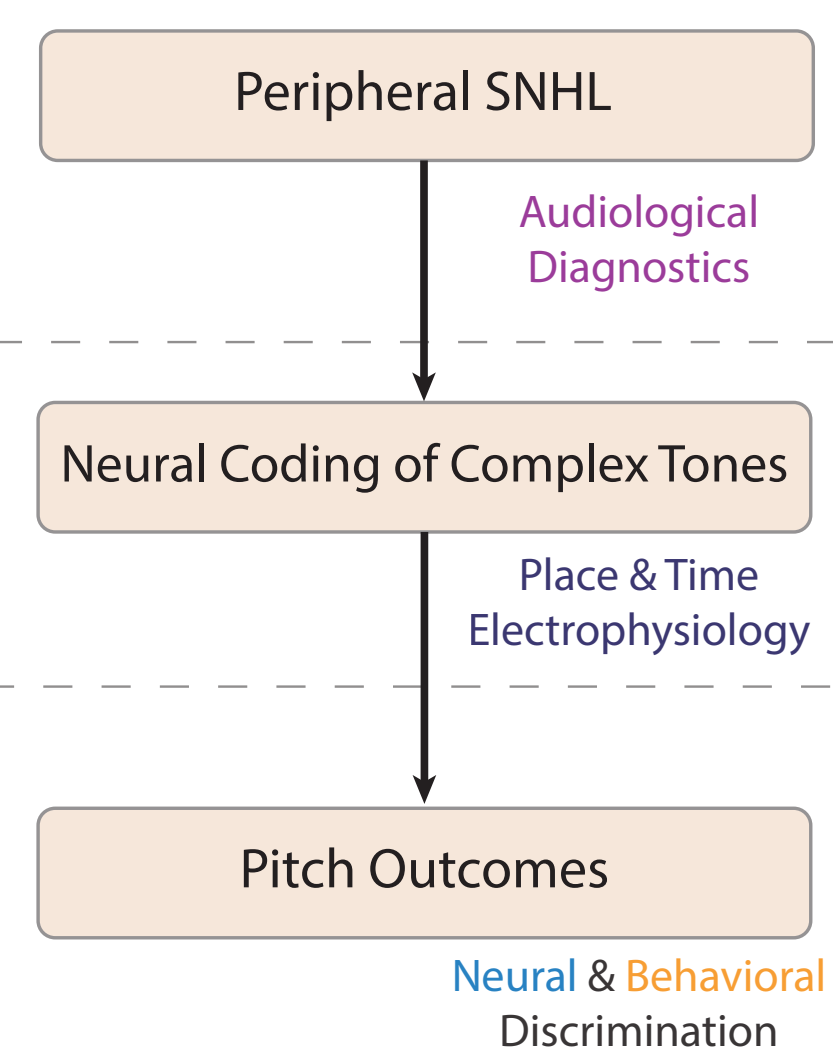 Peripheral SNHL
Audiological
Diagnostics
Neural Coding of Complex Tones
Place & Time
Electrophysiology
Pitch Outcomes
Neural & Behavioral
Discrimination